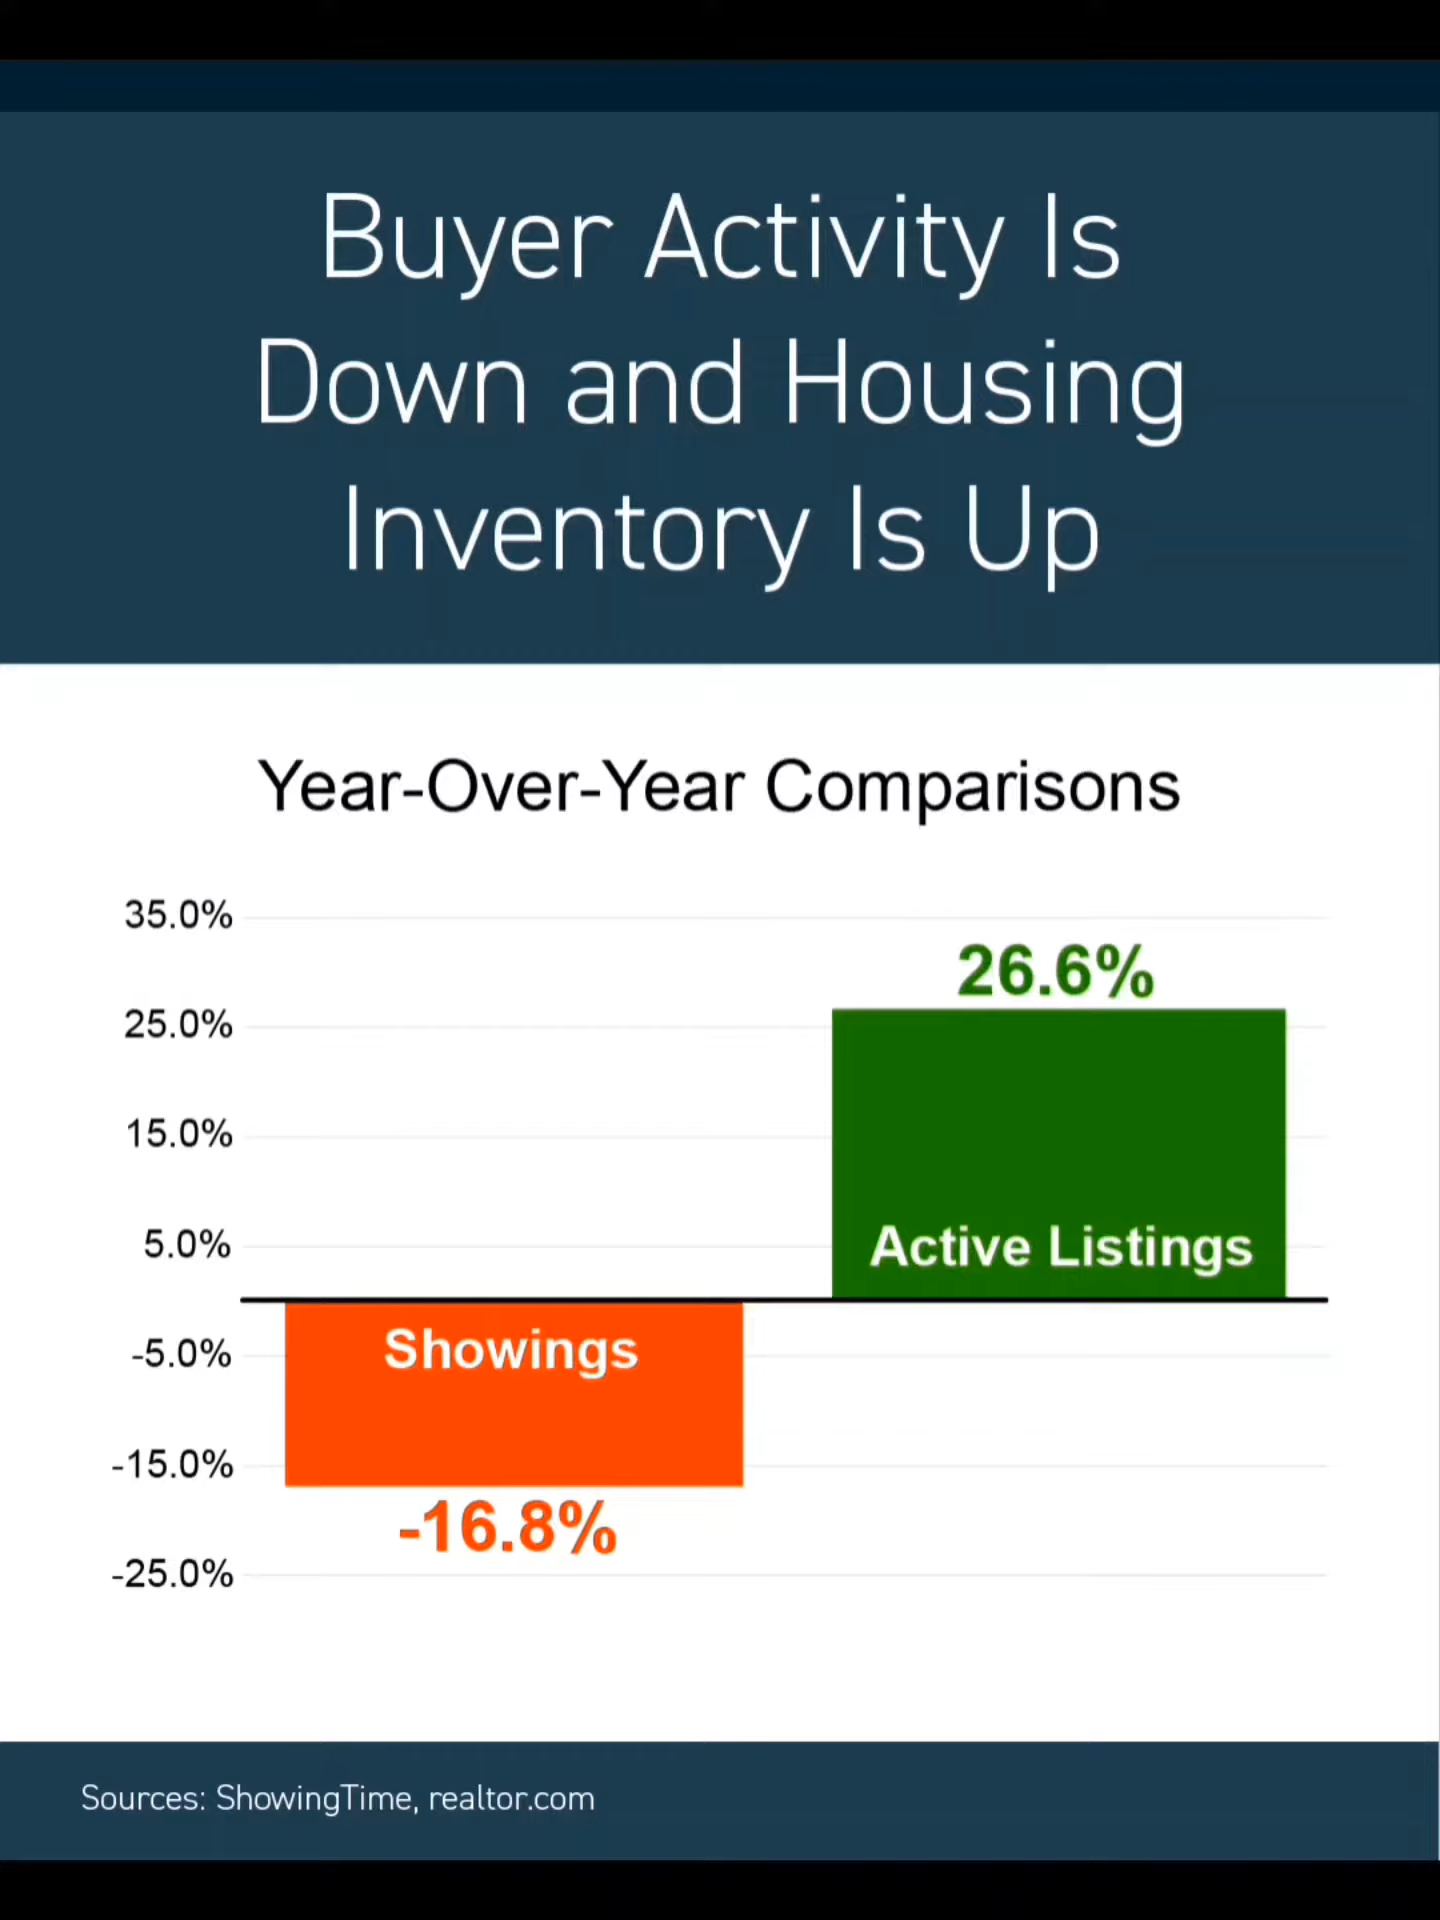 Buyer Activity Is
Down and Housing
Inventory Is Up
Year-Over-Year Comparisons
35.0%
26.6%
25.0%
15.0%
5.0%
Active Listings
Showings
-5.0%
-15.0%
-16.8%
-25.0%
Sources: ShowingTime, realtor.com